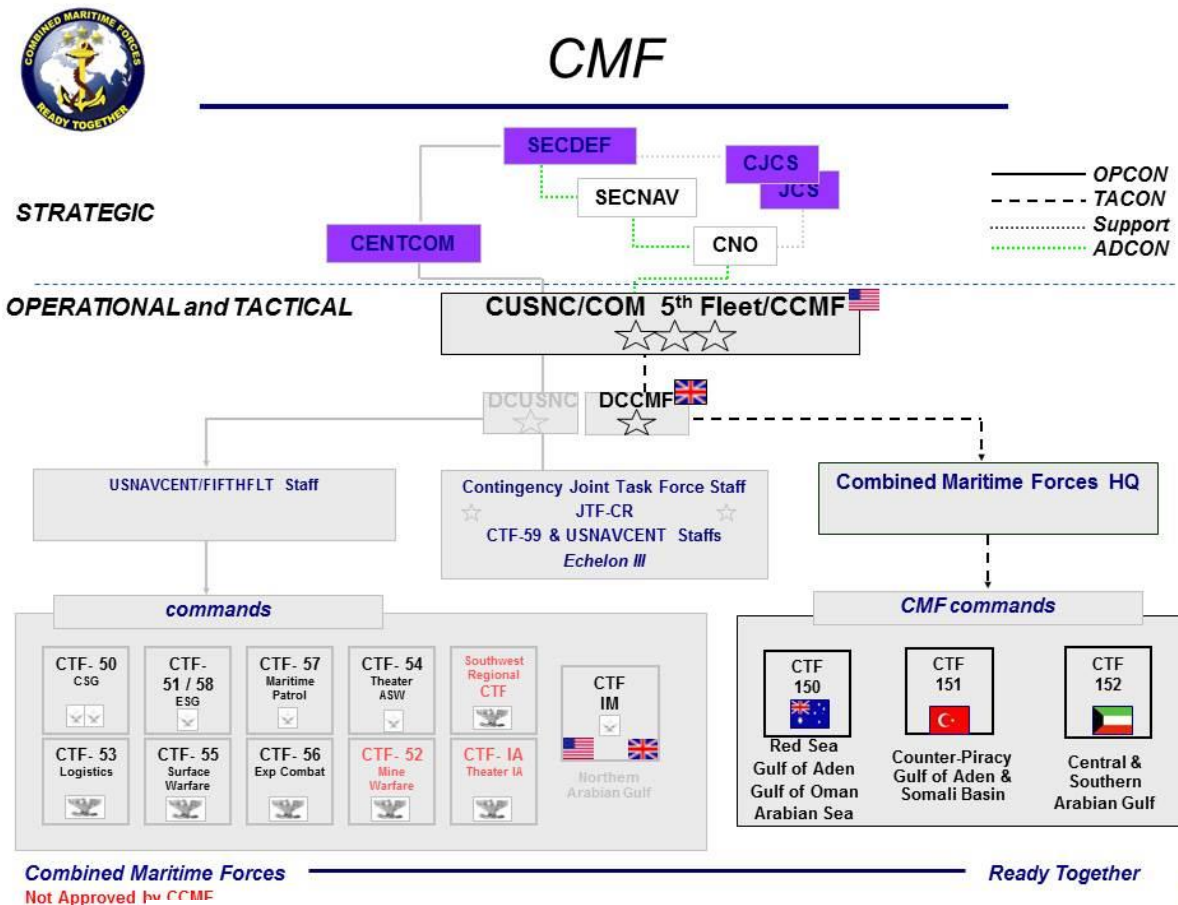 COMBINED MARITIME FORCES
READY TOGETHER
CMF
SECDEF
CJCS
JCS
SECNAV
CNO
CENTCOM
STRATEGIC
OPCON
TACON
Support
ADCON
OPERATIONAL and TACTICAL
CUSNC/COM 5th Fleet/CCMF
DCUSNC
DCCMF
USNAVCENT/FIFTHFLT Staff
Contingency Joint Task Force Staff
JTF-CR
CTF-59 & USNAVCENT Staffs
Echelon III
Combined Maritime Forces HQ
commands
CTF- 50
CSG
CTF-
51 / 58
ESG
CTF- 57
Maritime
Patrol
CTF- 54
Theater
ASW
Southwest
Regional
CTF
CTF
IM
CTF- 53
Logistics
CTF- 55
Surface
Warfare
CTF- 56
Exp Combat
CTF- 52
Mine
Warfare
CTF- IA
Theater IA
Northern
Arabian Gulf
CMF commands
CTF
150
Red Sea
Gulf of Aden
Gulf of Oman
Arabian Sea
CTF
151
Counter-Piracy
Gulf of Aden &
Somali Basin
CTF
152
Central &
Southern
Arabian Gulf
Combined Maritime Forces
Ready Together
Not Approved by CCMF